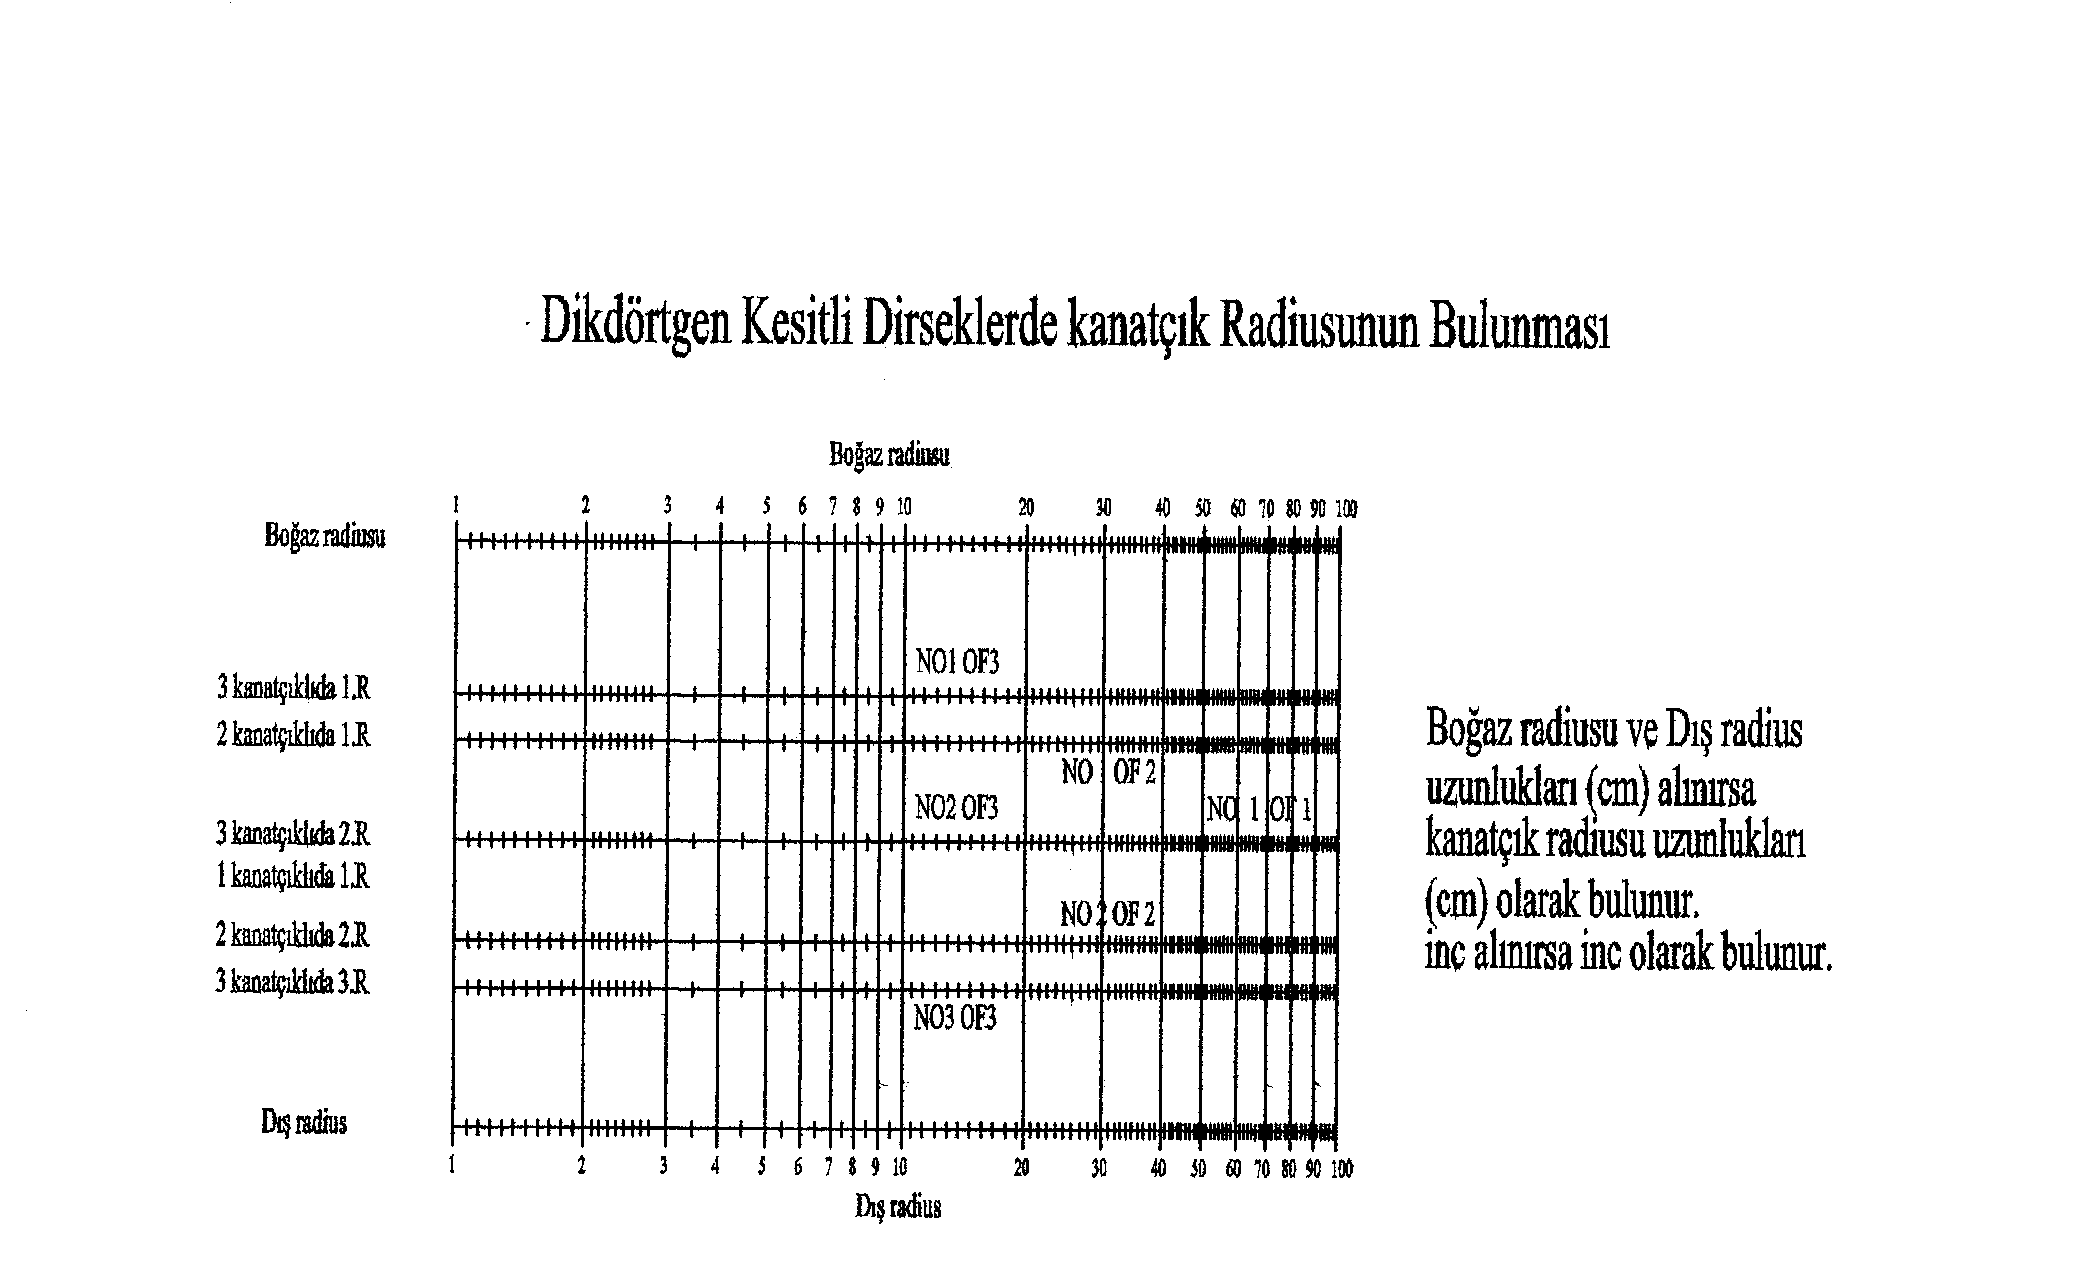 Dikdörtgen Kesitli Dirseklerde kanatçık Radiusunun Bulunması
Boğaz radiusu
1 2 3 4 5 6 7 8 9 10 20 30 40 50 60 70 80 90 100
Boğaz radiusu
NO1 OF3
3 kanatçıklıda 1.R
2 kanatçıklıda 1.R
NO 1 OF 2
NO2 OF3
NO 1 OF 1
3 kanatçıklıda 2.R
1 kanatçıklıda 1.R
NO 2 OF 2
2 kanatçıklıda 2.R
3 kanatçıklıda 3.R
NO3 OF3
Dış radius
1 2 3 4 5 6 7 8 9 10 20 30 40 50 60 70 80 90 100
Dış radius
Boğaz radiusu ve Dış radius
uzunlukları (cm) alınırsa
kanatçık radiusu uzunlukları
(cm) olarak bulunur.
inc alınırsa inc olarak bulunur.